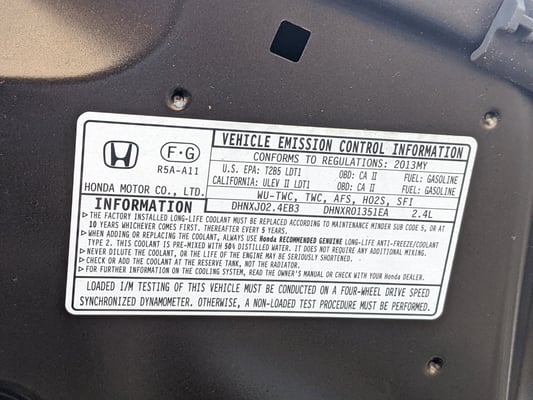 F-G
R5A-A11
HONDA MOTOR CO., LTD.
VEHICLE EMISSION CONTROL INFORMATION
CONFORMS TO REGULATIONS: 2013MY
U.S. EPA: T2B5 LDT1 OBD: CA II FUEL: GASOLINE
CALIFORNIA: ULEV II LDT1 OBD: CA II FUEL: GASOLINE
WU-TWC, TWC, AFS, HO2S, SFI
DHNXJ02.4EB3 DHNXR0135IEA 2.4L
INFORMATION
▷THE FACTORY INSTALLED LONG-LIFE COOLANT MUST BE REPLACED ACCORDING TO MAINTENANCE MINDER SUB CODE 5, OR AT
10 YEARS WHICHEVER COMES FIRST. THEREAFTER EVERY 5 YEARS.
▷WHEN ADDING OR REPLACING THE COOLANT, ALWAYS USE Honda RECOMMENDED GENUINE LONG-LIFE ANTI-FREEZE/COOLANT
TYPE 2. THIS COOLANT IS PRE-MIXED WITH 50% DISTILLED WATER. IT DOES NOT REQUIRE ANY ADDITIONAL MIXING.
▷NEVER DILUTE THE COOLANT, OR THE LIFE OF THE ENGINE MAY BE SERIOUSLY SHORTENED.
▷CHECK OR ADD COOLANT AT THE RESERVE TANK, NOT THE RADIATOR.
▷FOR FURTHER INFORMATION ON THE COOLING SYSTEM, READ THE OWNER'S MANUAL OR CHECK WITH YOUR Honda DEALER.
LOADED I/M TESTING OF THIS VEHICLE MUST BE CONDUCTED ON A FOUR-WHEEL DRIVE SPEED
SYNCHRONIZED DYNAMOMETER. OTHERWISE, A NON-LOADED TEST PROCEDURE MUST BE PERFORMED.